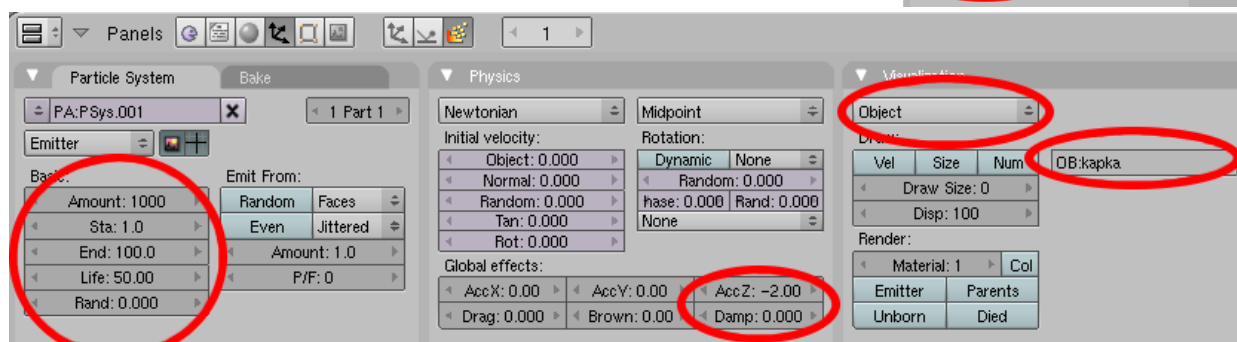 Panels 1
Particle System Bake
PA:PSys.001 1 Part 1
Emitter
Basic:
Amount: 1000
Sta: 1.0
End: 100.0
Life: 50.00
Rand: 0.000
Emit From:
Random Faces
Even Jittered
Amount: 1.0
P/F: 0
Physics
Newtonian Midpoint
Initial velocity:
Object: 0.000
Normal: 0.000
Random: 0.000
Tan: 0.000
Rot: 0.000
Rotation:
Dynamic None
Random: 0.000
hase: 0.000 Rand: 0.000
None
Global effects:
AccX: 0.00 AccY: 0.00 AccZ: -2.00
Drag: 0.000 Brown: 0.00 Damp: 0.000
Visualization
Object
Draw:
Vel Size Num OB:kapka
Draw Size: 0
Disp: 100
Render:
Material: 1 Col
Emitter Parents
Unborn Died